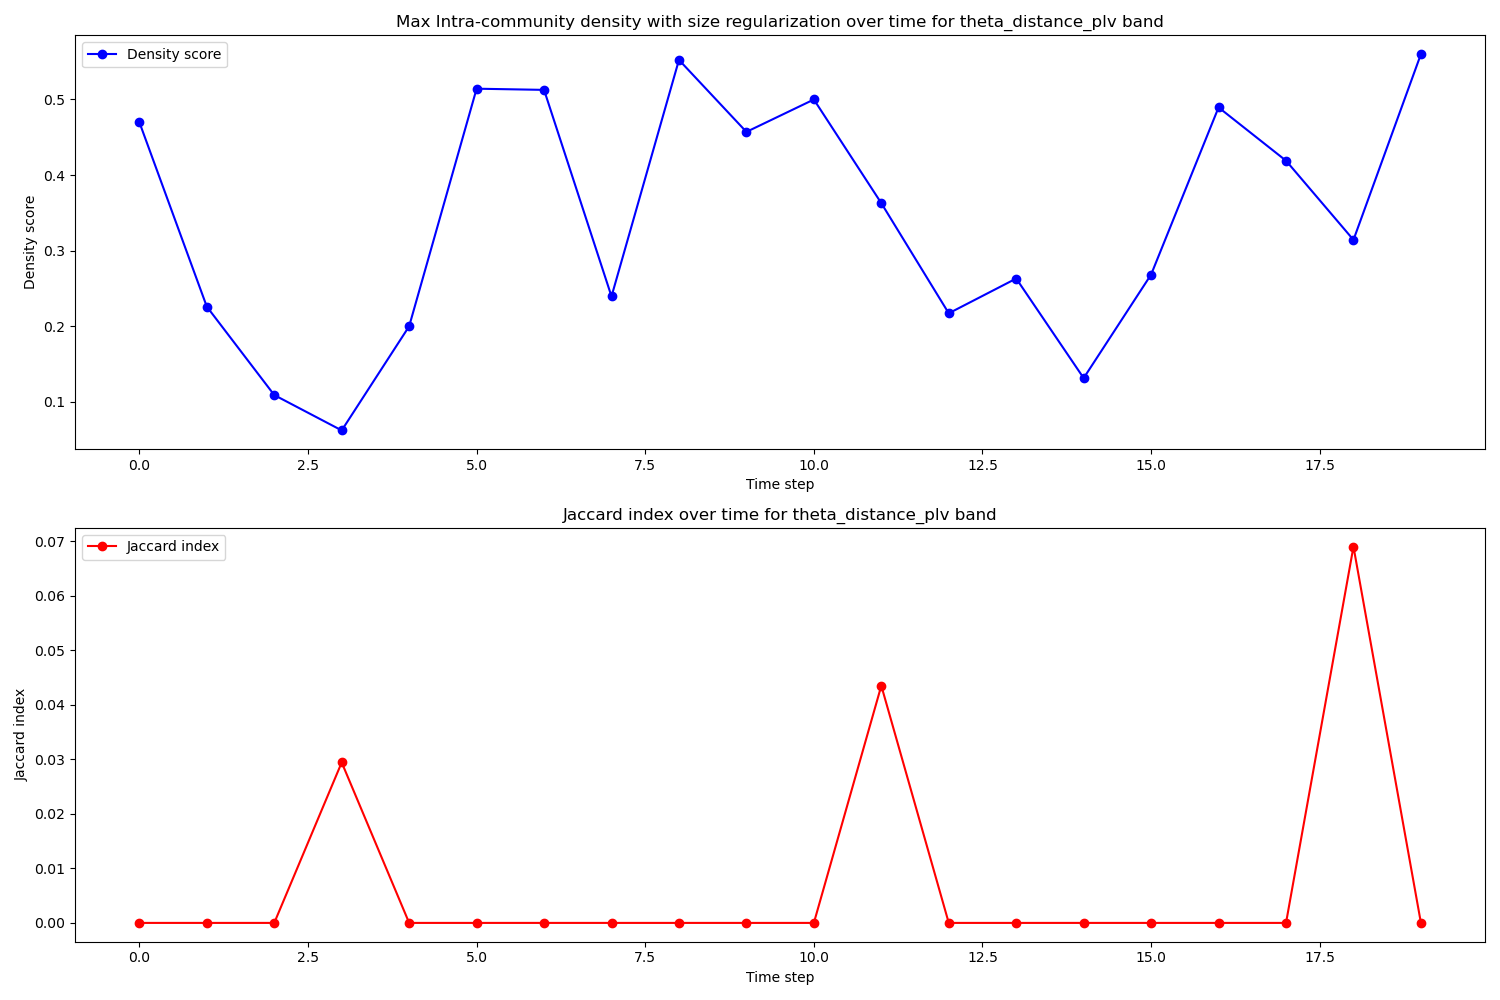 Max Intra-community density with size regularization over time for theta_distance_plv band
Density score
Density score
0.5
0.4
0.3
0.2
0.1
0.0 2.5 5.0 7.5 10.0 12.5 15.0 17.5
Time step
Jaccard index over time for theta_distance_plv band
Jaccard index
Jaccard index
0.07
0.06
0.05
0.04
0.03
0.02
0.01
0.00
0.0 2.5 5.0 7.5 10.0 12.5 15.0 17.5
Time step